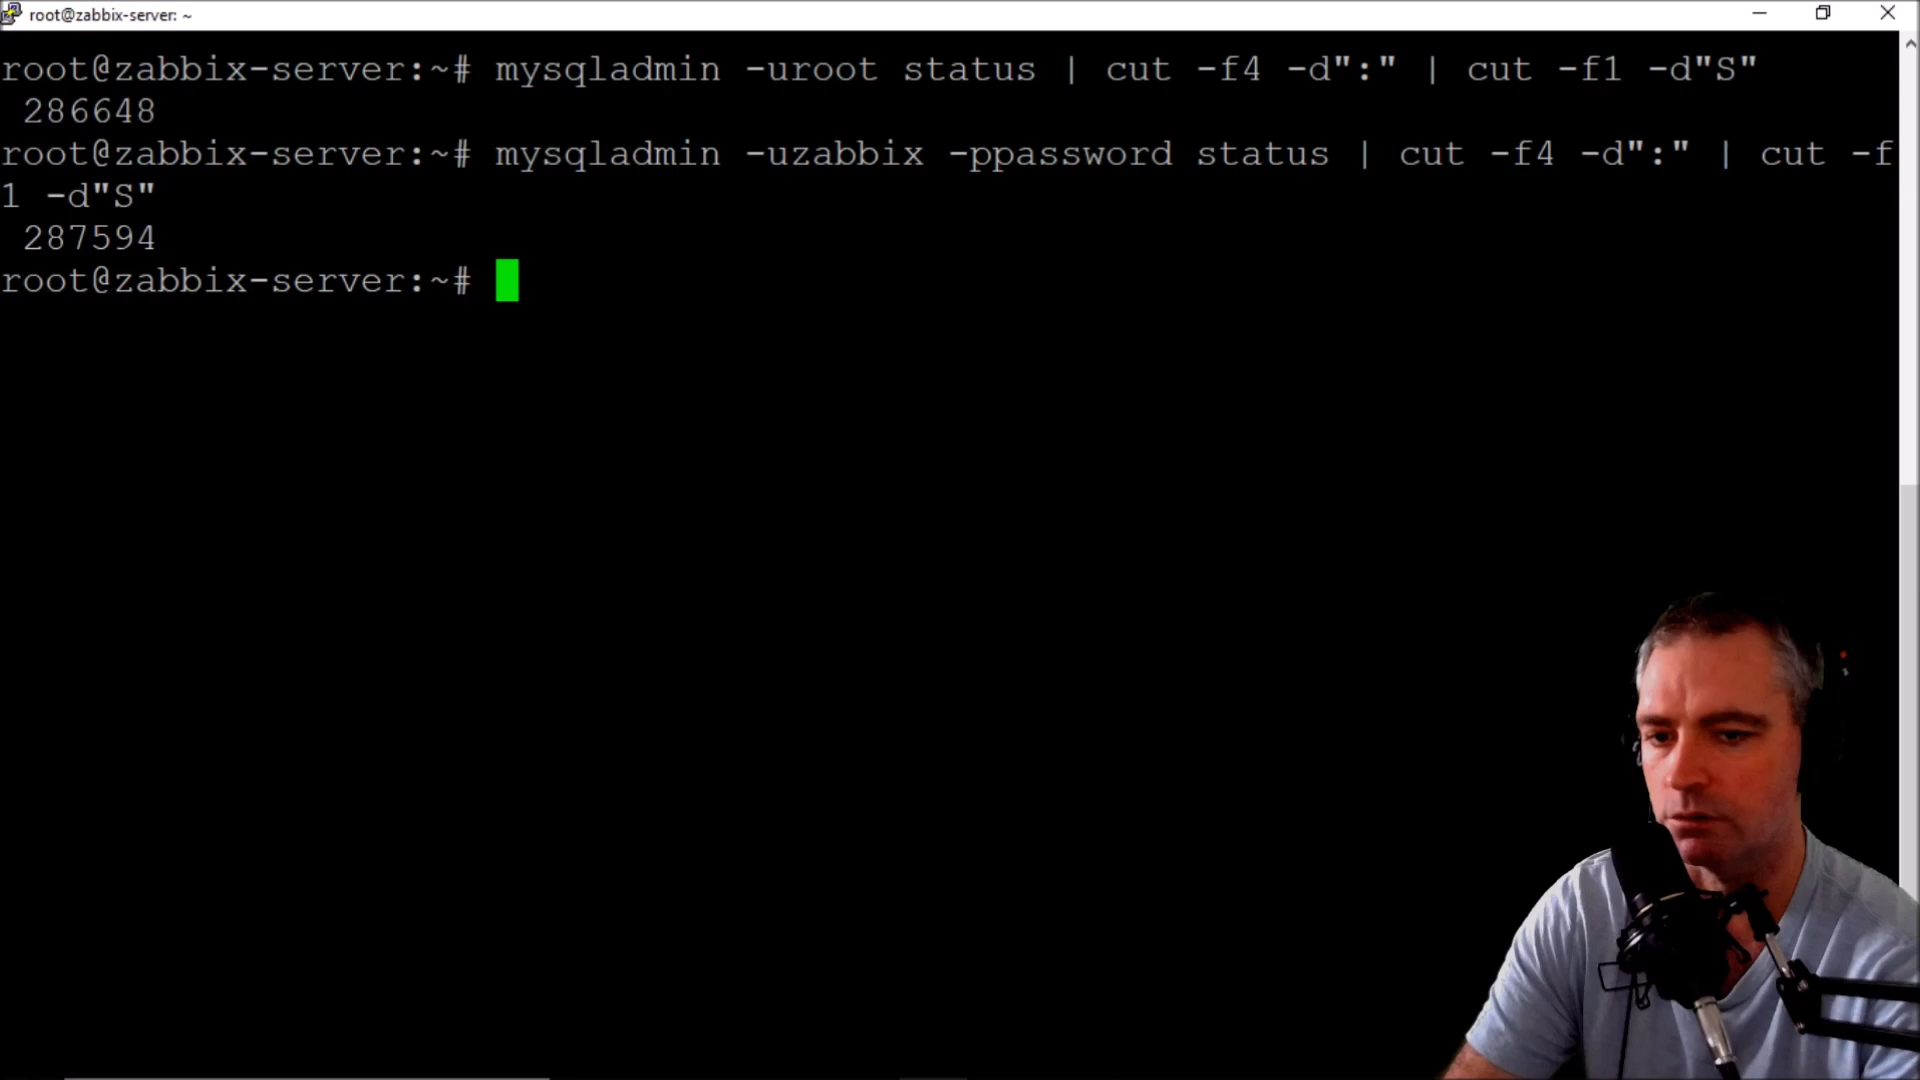 root@zabbix-server: ~
root@zabbix-server:~# mysqladmin -uroot status | cut -f4 -d":" | cut -f1 -d"S"
286648
root@zabbix-server:~# mysqladmin -uzabbix -ppassword status | cut -f4 -d":" | cut -f
1 -d"S"
287594
root@zabbix-server:~#